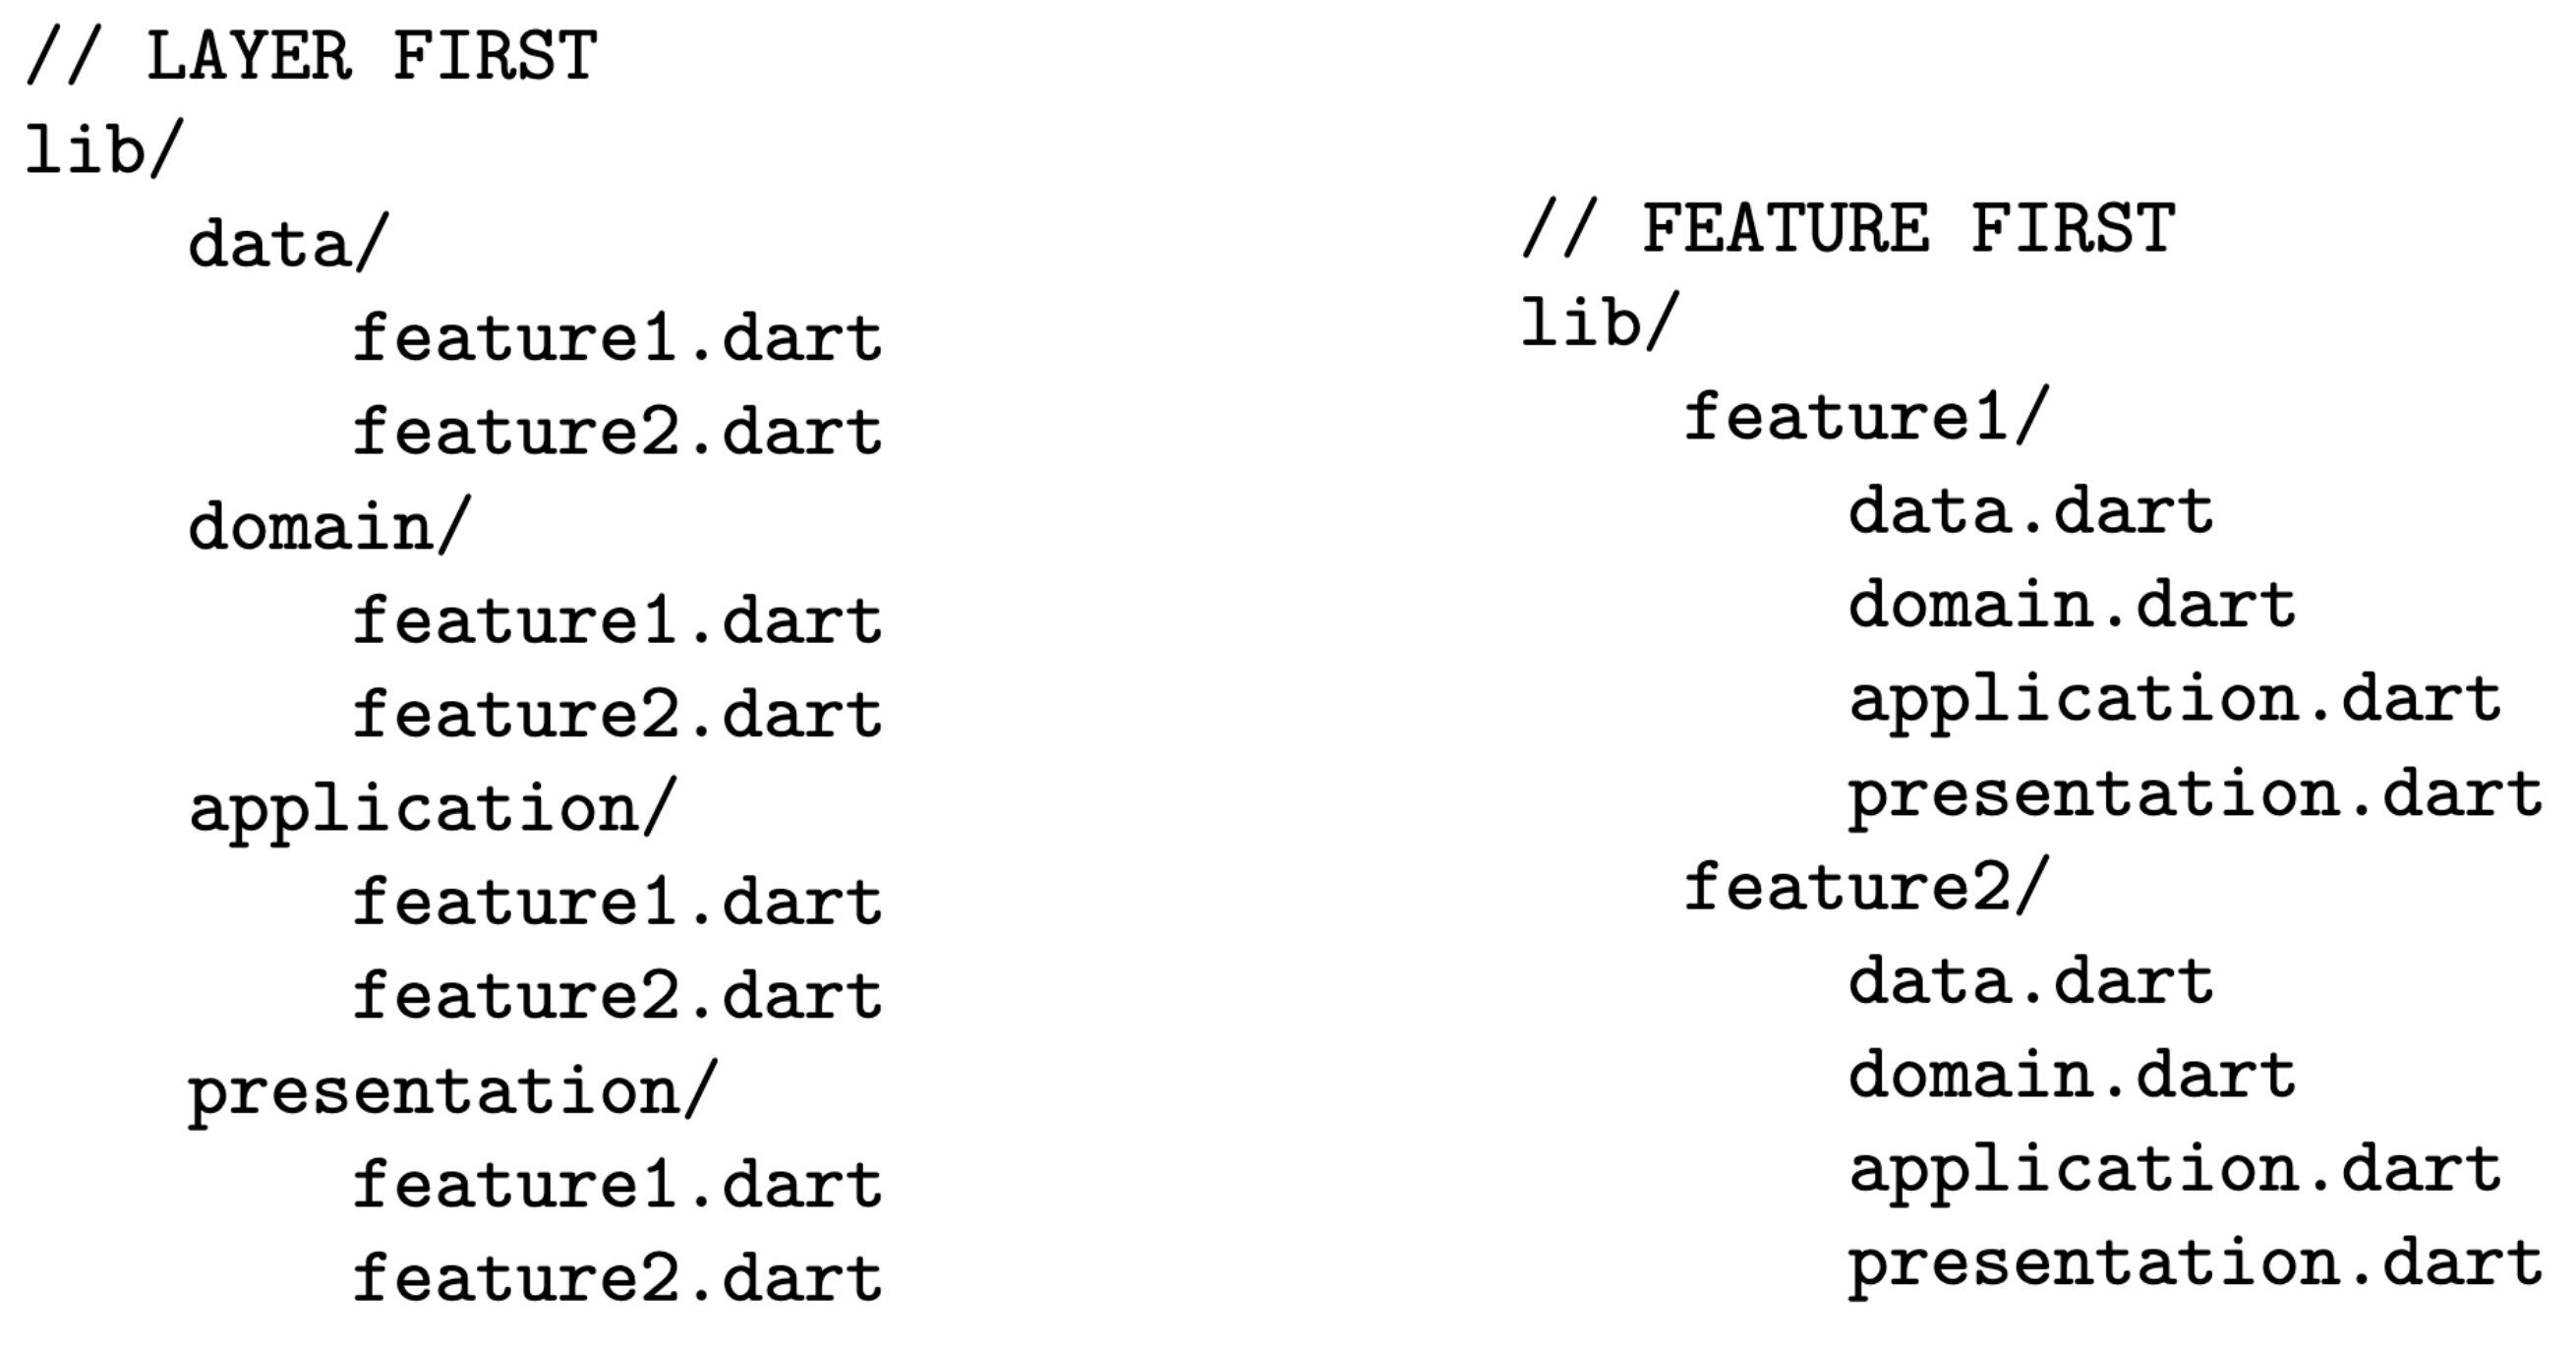 // LAYER FIRST
lib/
    data/
        feature1.dart
        feature2.dart
    domain/
        feature1.dart
        feature2.dart
    application/
        feature1.dart
        feature2.dart
    presentation/
        feature1.dart
        feature2.dart
// FEATURE FIRST
lib/
    feature1/
        data.dart
        domain.dart
        application.dart
        presentation.dart
    feature2/
        data.dart
        domain.dart
        application.dart
        presentation.dart